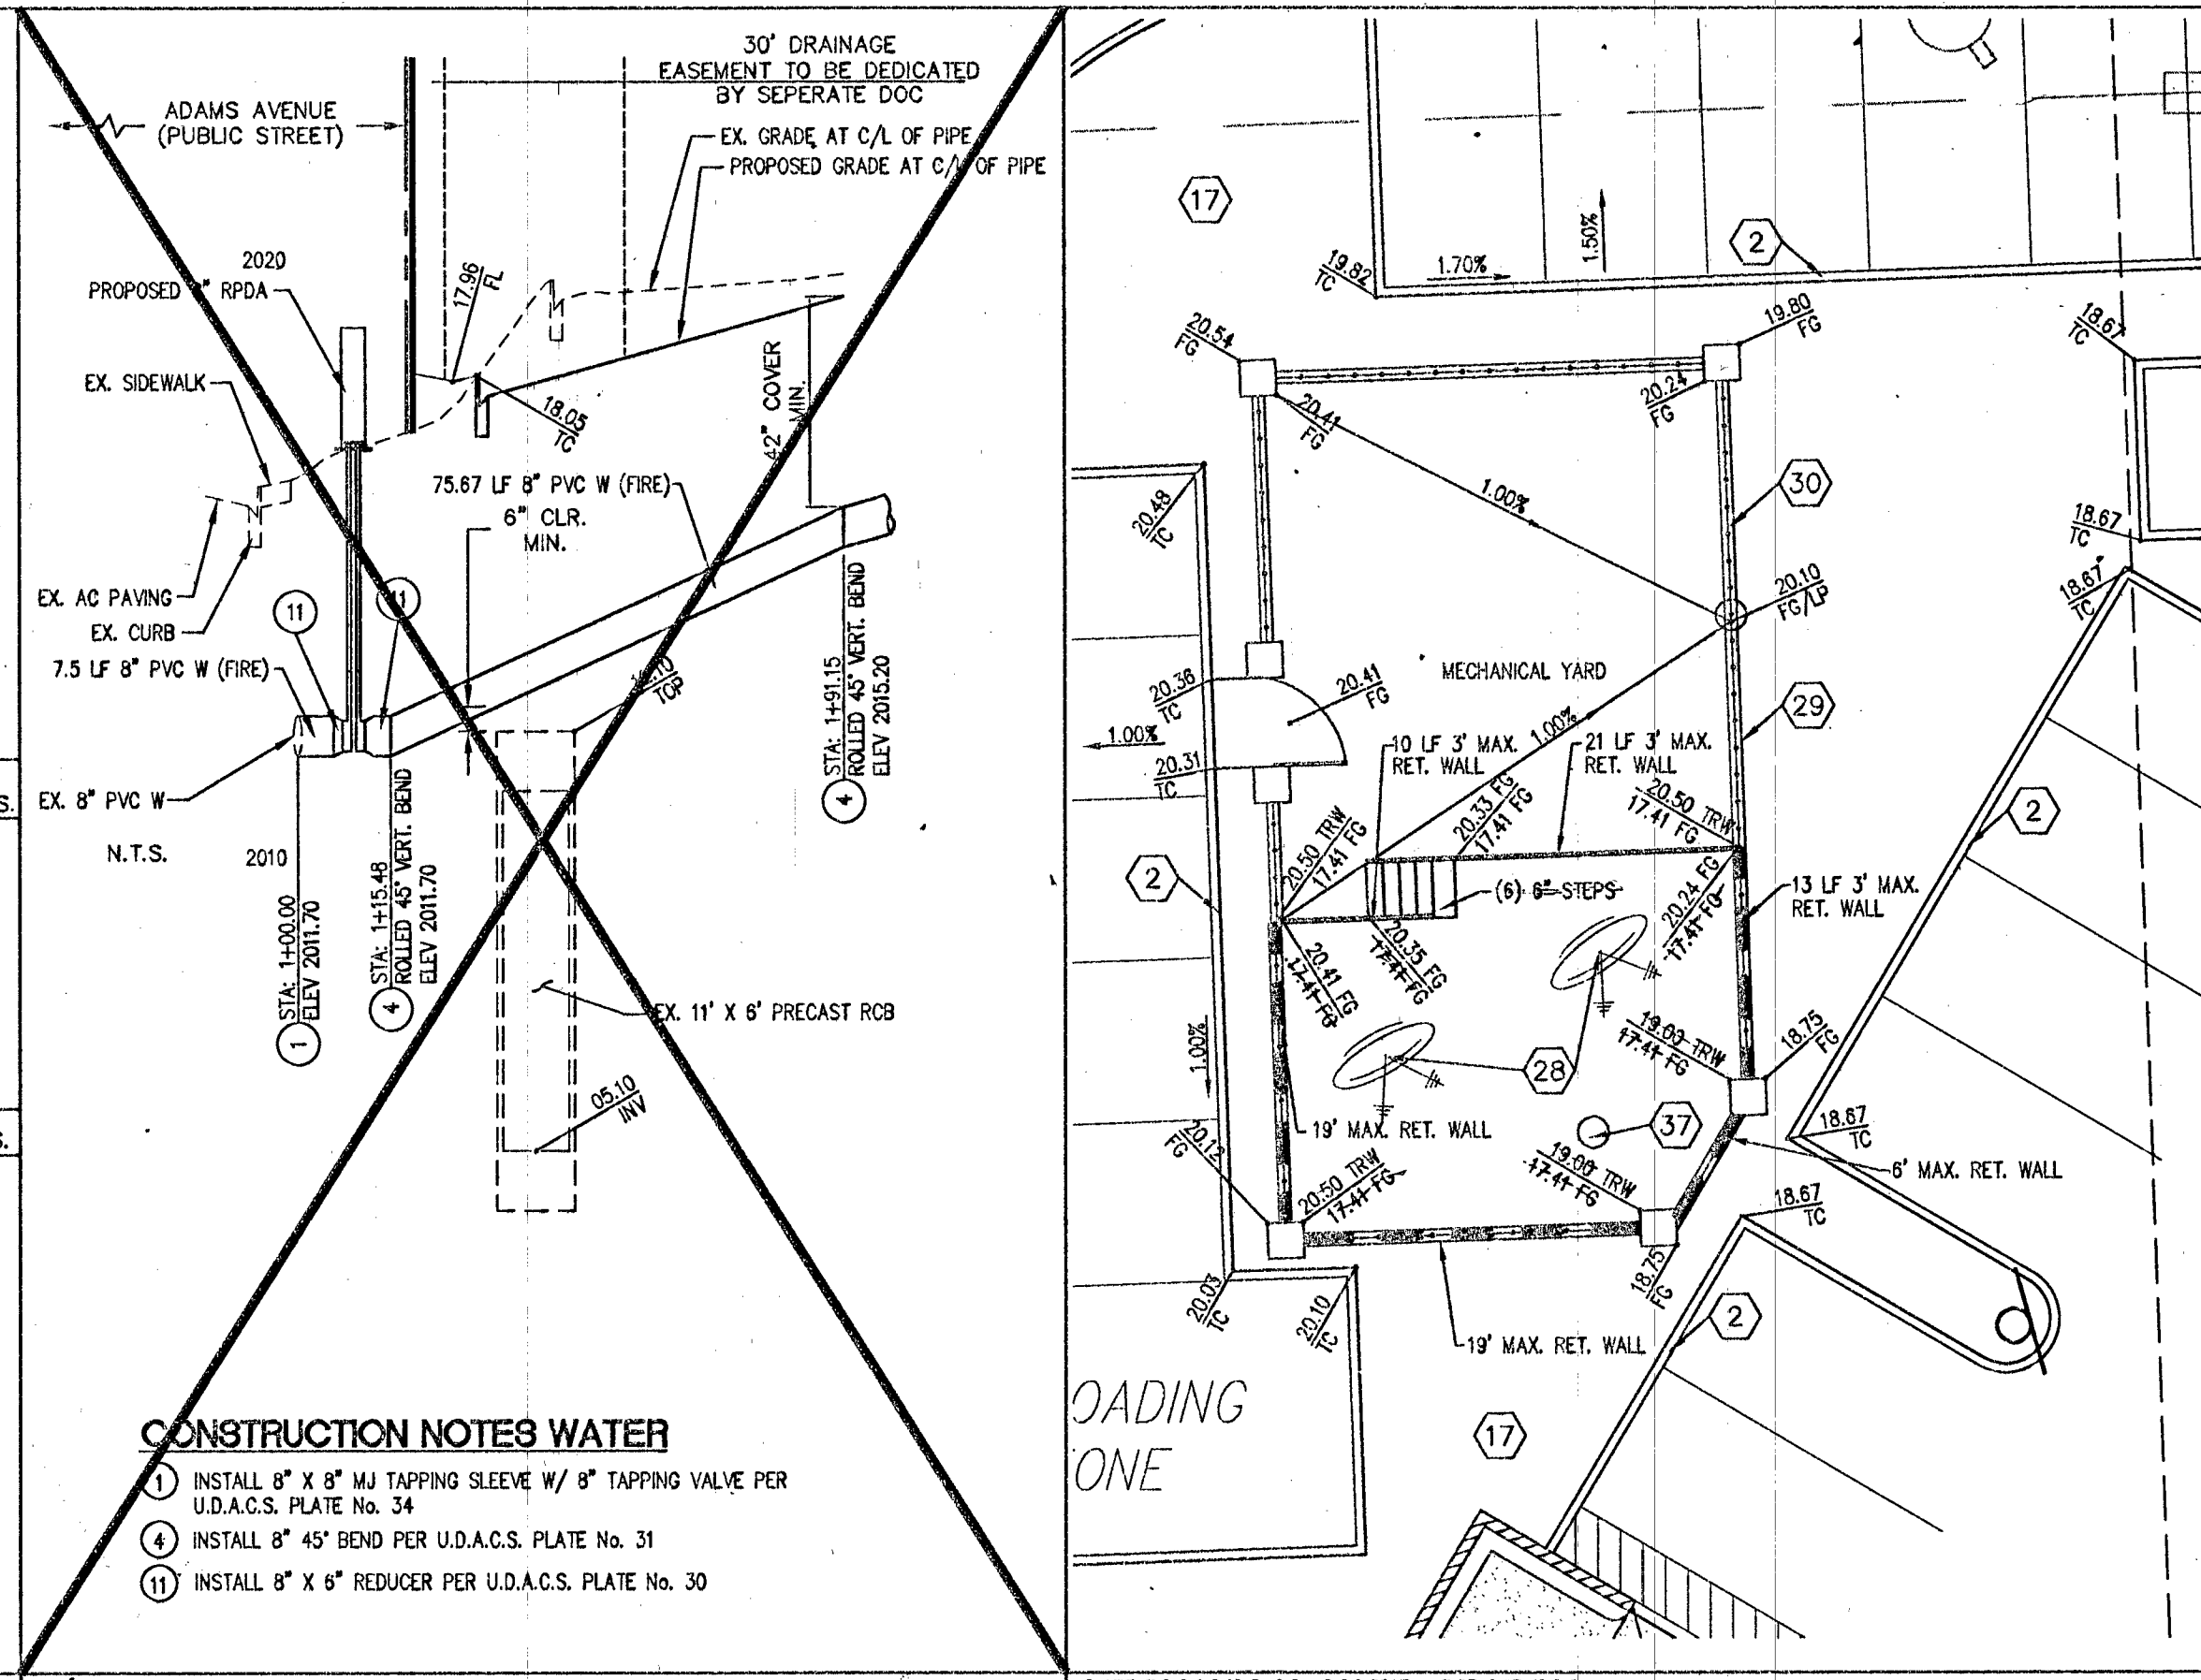 30' DRAINAGE
EASEMENT TO BE DEDICATED
BY SEPERATE DOC
ADAMS AVENUE
(PUBLIC STREET)
EX. GRADE AT C/L OF PIPE
PROPOSED GRADE AT C/L OF PIPE
2020
PROPOSED " RPDA
17.96
FL
EX. SIDEWALK
18.05
TC
42" COVER
MIN.
75.67 LF 8" PVC W (FIRE)
6" CLR.
MIN.
EX. AC PAVING
EX. CURB
11
11
7.5 LF 8" PVC W (FIRE)
.10
TOP
EX. 8" PVC W
N.T.S.
2010
STA: 1+00.00
ELEV 2011.70
1
STA: 1+15.48
ROLLED 45° VERT. BEND
ELEV 2011.70
4
STA: 1+91.15
ROLLED 45° VERT. BEND
ELEV 2015.20
4
EX. 11' X 6' PRECAST RCB
05.10
INV
S.
S.
CONSTRUCTION NOTES WATER
1 INSTALL 8" X 8" MJ TAPPING SLEEVE W/ 8" TAPPING VALVE PER
U.D.A.C.S. PLATE No. 34
4 INSTALL 8" 45° BEND PER U.D.A.C.S. PLATE No. 31
11 INSTALL 8" X 6" REDUCER PER U.D.A.C.S. PLATE No. 30
17
1.50%
2
19.82
TC
1.70%
20.54
FG
19.80
FG
18.67
TC
20.41
FG
20.24
FG
1.00%
30
20.48
TC
18.67
TC
18.67
TC
20.10
FG/LP
MECHANICAL YARD
20.36
TC
20.41
FG
29
1.00%
20.31
TC
10 LF 3' MAX.
RET. WALL
1.00%
21 LF 3' MAX.
RET. WALL
20.50 TRW
17.41 FG
20.33 FG
17.41 FG
20.50 TRW
17.41 FG
2
2
(6) 6" STEPS
13 LF 3' MAX.
RET. WALL
20.24 FG
17.41 FG
20.41 FG
17.41 FG
20.35 FG
17.41 FG
1.00%
19.00 TRW
17.41 FG
18.75
FG
28
37
19' MAX. RET. WALL
20.12
FG
18.67
TC
6' MAX. RET. WALL
20.50 TRW
17.41 FG
19.00 TRW
17.41 FG
18.67
TC
20.03
TC
20.10
TC
18.75
FG
2
19' MAX. RET. WALL
OADING
ONE
17